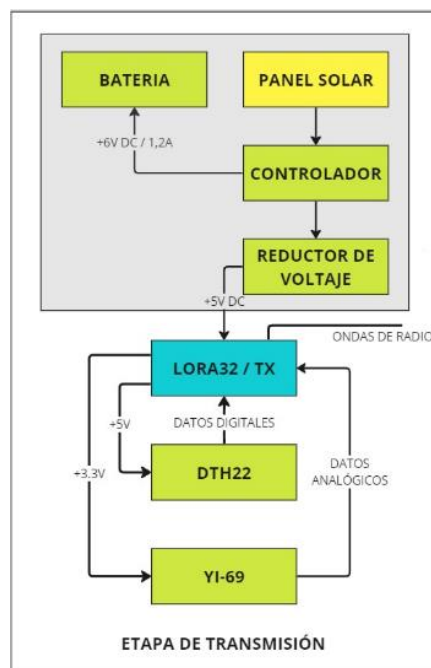 BATERIA
PANEL SOLAR
+6V DC / 1,2A
CONTROLADOR
REDUCTOR DE
VOLTAJE
+5V DC
ONDAS DE RADIO
LORA32 / TX
+5V
DATOS DIGITALES
+3.3V
DATOS
ANALÓGICOS
DTH22
YI-69
ETAPA DE TRANSMISIÓN